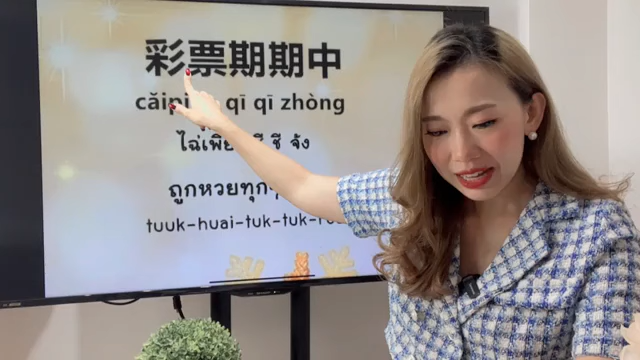 彩票期期中
cǎipi qī qī zhòng
ไฉ่เพี ชี ชี จัง
ถูกหวยทุก
tuuk-huai-tuk-tuk-ro